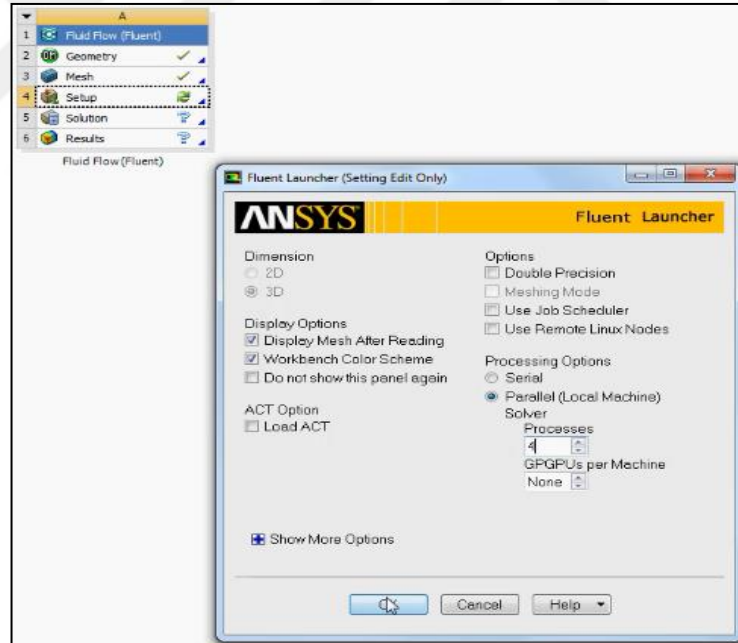 A
1 Fluid Flow (Fluent)
2 Geometry
3 Mesh
4 Setup
5 Solution
6 Results
Fluid Flow (Fluent)
Fluent Launcher (Setting Edit Only)
ANSYS Fluent Launcher
Dimension
2D
3D
Display Options
Display Mesh After Reading
Workbench Color Scheme
Do not show this panel again
ACT Option
Load ACT
Options
Double Precision
Meshing Mode
Use Job Scheduler
Use Remote Linux Nodes
Processing Options
Serial
Parallel (Local Machine)
Solver
Processes
4
GPGPUs per Machine
None
Show More Options
Cancel Help